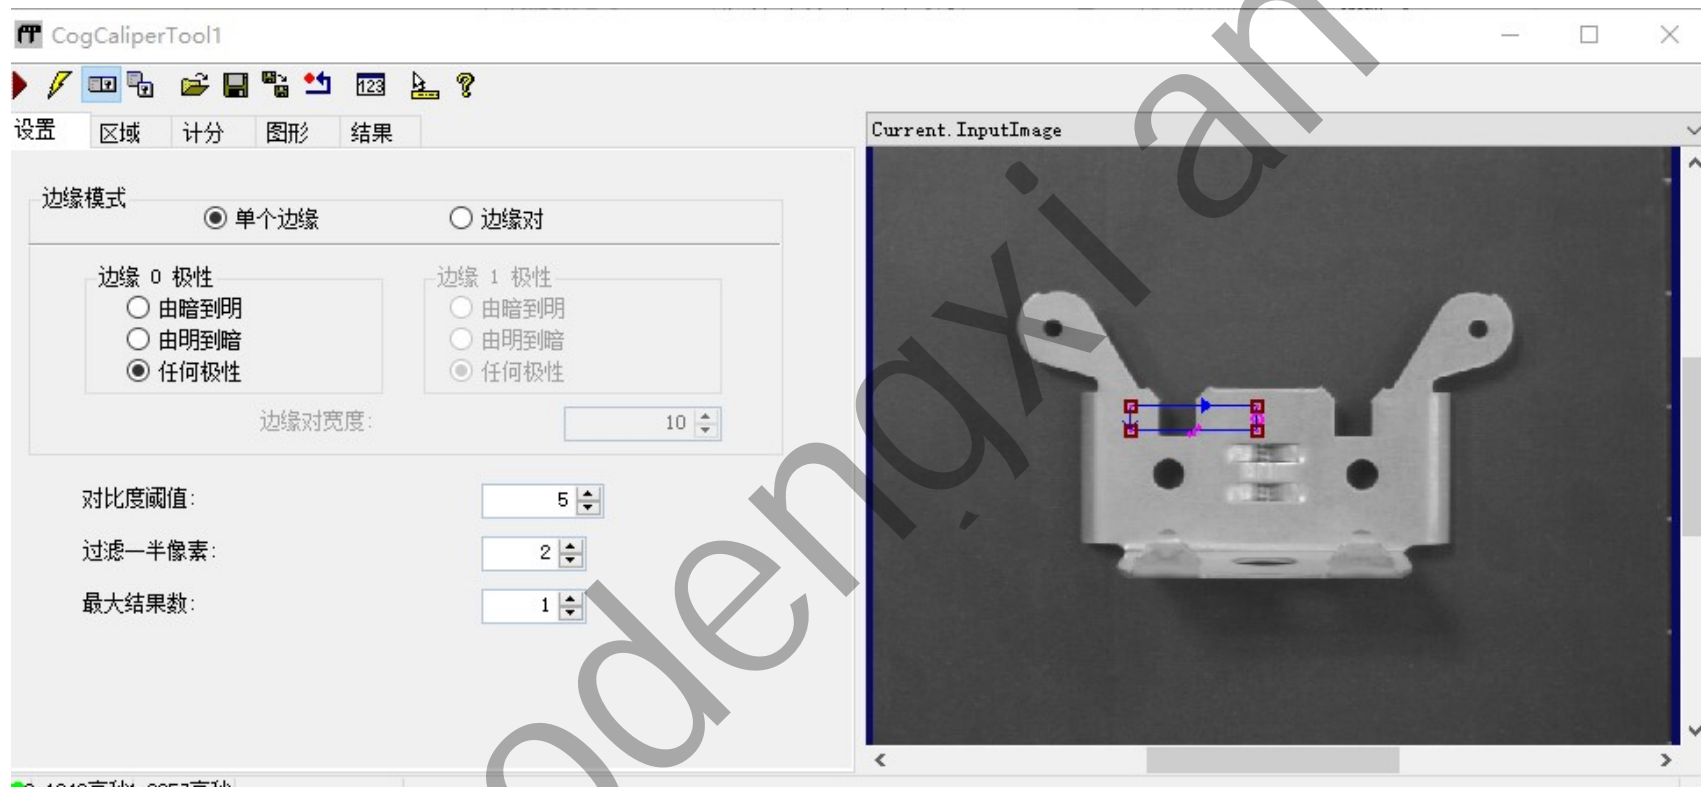 CogCaliperTool1
设置 区域 计分 图形 结果
Current.InputImage
边缘模式
单个边缘 边缘对
边缘 0 极性 边缘 1 极性
由暗到明 由暗到明
由明到暗 由明到暗
任何极性 任何极性
边缘对宽度: 10
对比度阈值: 5
过滤一半像素: 2
最大结果数: 1